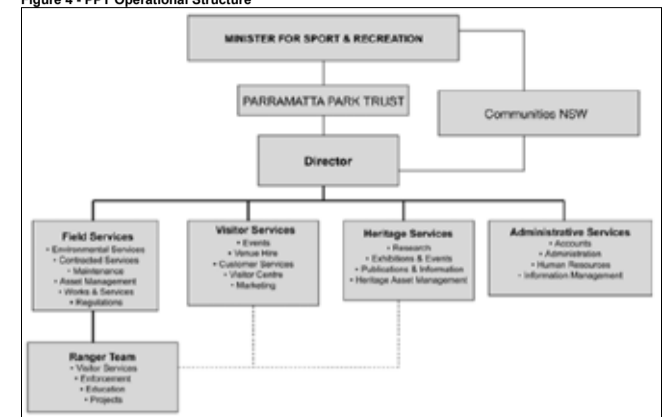 Figure 4 - PPT Operational Structure
MINISTER FOR SPORT & RECREATION
PARRAMATTA PARK TRUST
Communities NSW
Director
Field Services
• Environmental Services
• Contracted Services
• Maintenance
• Asset Management
• Works & Services
• Regulations
Visitor Services
• Events
• Venue Hire
• Customer Services
• Visitor Centre
• Marketing
Heritage Services
• Research
• Exhibitions & Events
• Publications & Information
• Heritage Asset Management
Administrative Services
• Accounts
• Administration
• Human Resources
• Information Management
Ranger Team
• Visitor Services
• Enforcement
• Education
• Projects